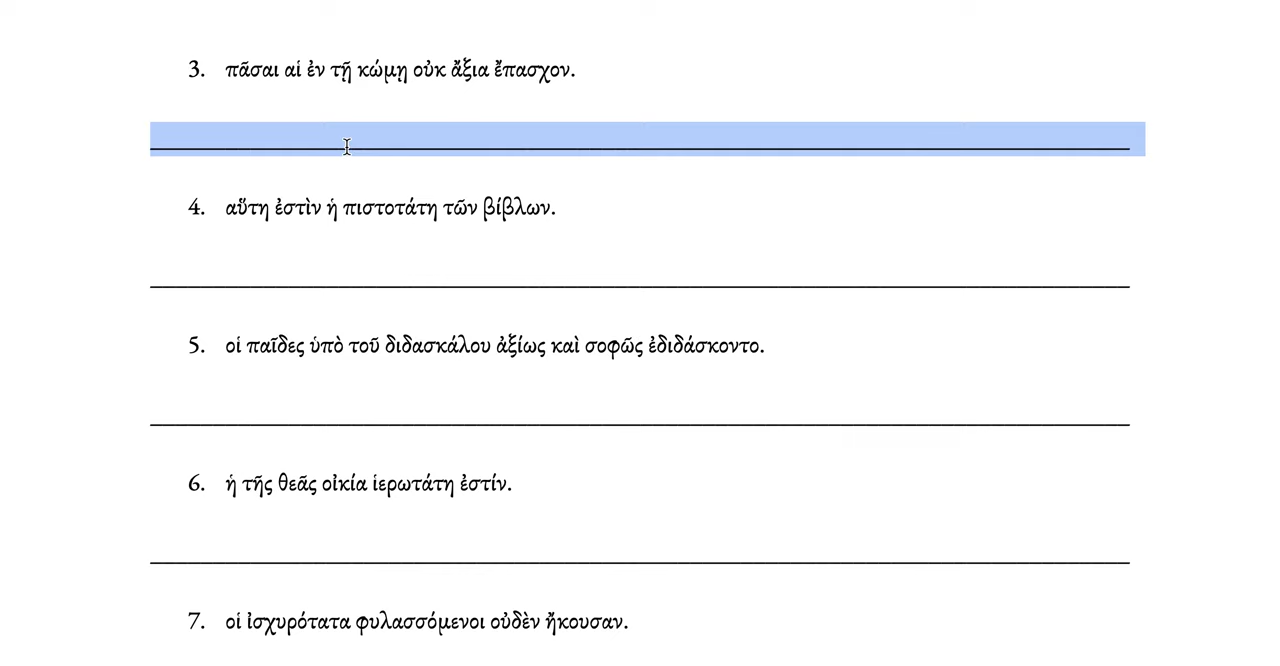 3. πᾶσαι αἱ ἐν τῇ κώμῃ οὐκ ἄξια ἔπασχον.
4. αὕτη ἐστὶν ἡ πιστοτάτη τῶν βίβλων.
5. οἱ παῖδες ὑπὸ τοῦ διδασκάλου ἀξίως καὶ σοφῶς ἐδιδάσκοντο.
6. ἡ τῆς θεᾶς οἰκία ἱερωτάτη ἐστίν.
7. οἱ ἰσχυρότατα φυλασσόμενοι οὐδὲν ἤκουσαν.